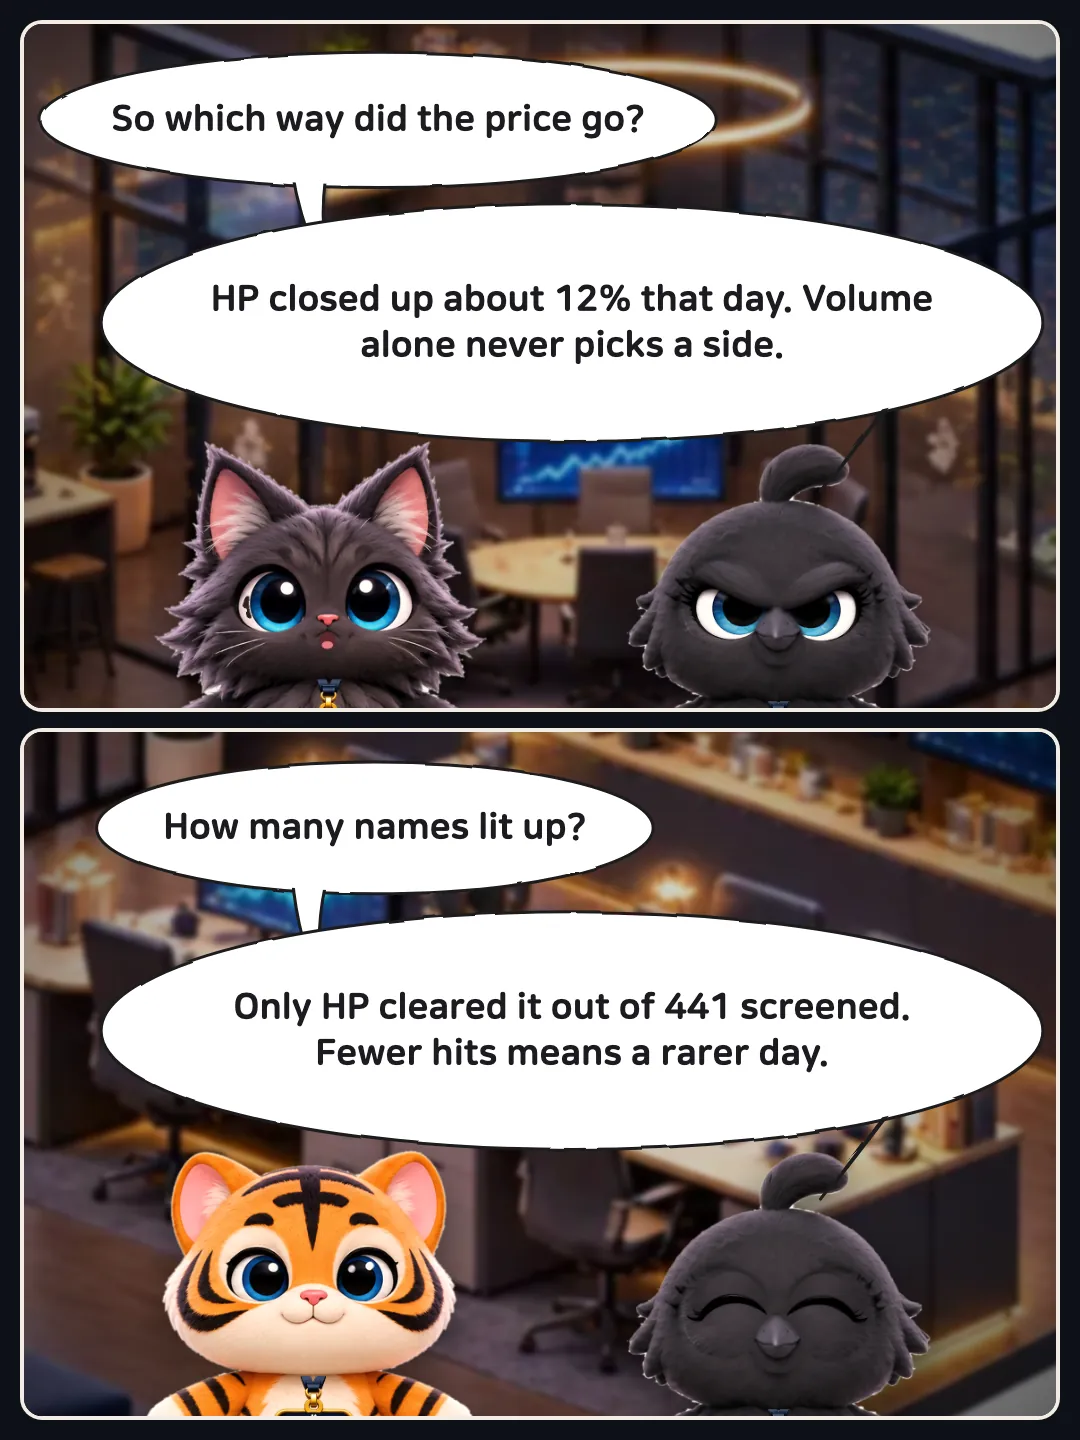 So which way did the price go?
HP closed up about 12% that day. Volume
alone never picks a side.
How many names lit up?
Only HP cleared it out of 441 screened.
Fewer hits means a rarer day.